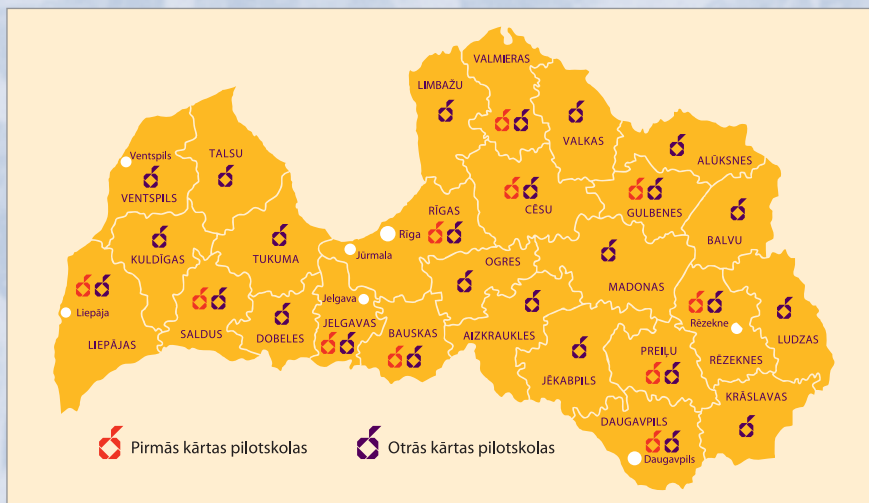 VALMIERAS
LIMBAŽU
VALKAS
ALŪKSNES
Ventspils
TALSU
VENTSPILS
CĒSU
GULBENES
RĪGAS
BALVU
Rīga
KULDĪGAS
TUKUMA
Jūrmala
OGRES
MADONAS
Jelgava
Liepāja
JELGAVAS
Rēzekne
SALDUS
DOBELES
BAUSKAS
AIZKRAUKLES
LUDZAS
LIEPĀJAS
PREIĻU
RĒZEKNES
JĒKABPILS
KRĀSLAVAS
DAUGAVPILS
Pirmās kārtas pilotskolas
Otrās kārtas pilotskolas
Daugavpils